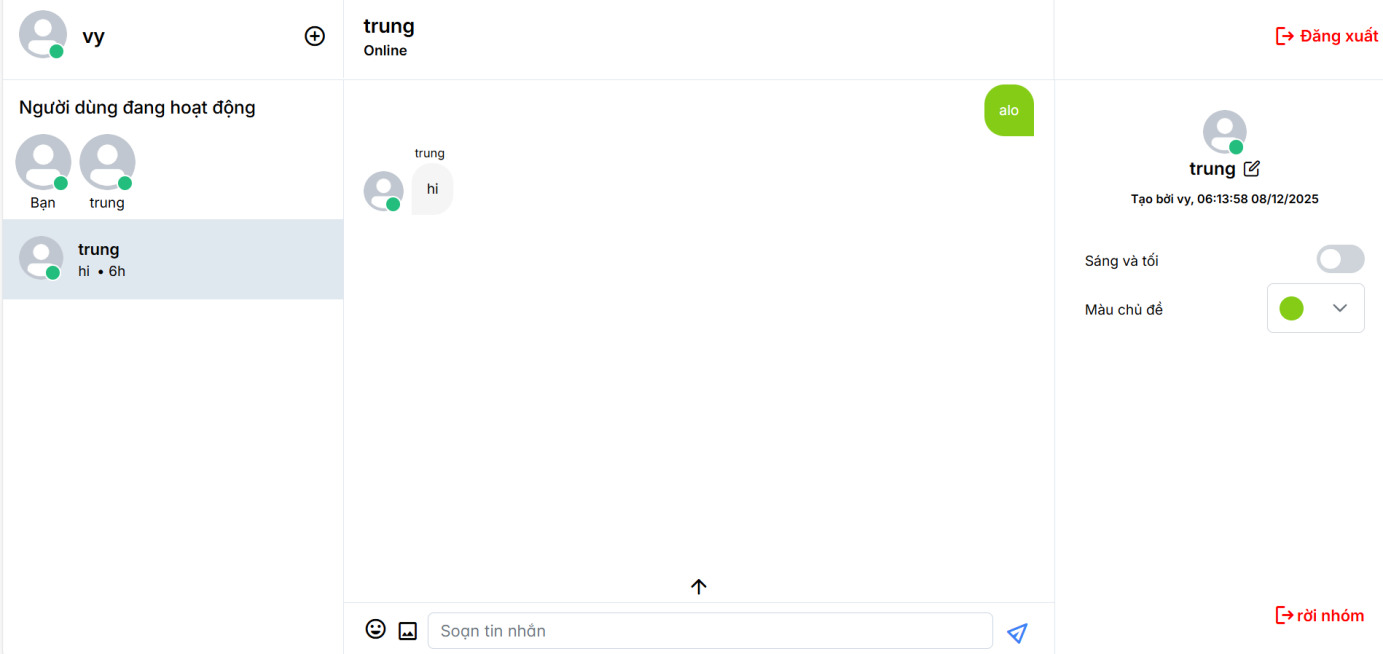 vy
Người dùng đang hoạt động
Bạn
trung
trung
hi • 6h
trung
Online
alo
trung
hi
Soạn tin nhắn
Đăng xuất
trung
Tạo bởi vy, 06:13:58 08/12/2025
Sáng và tối
Màu chủ đề
rời nhóm